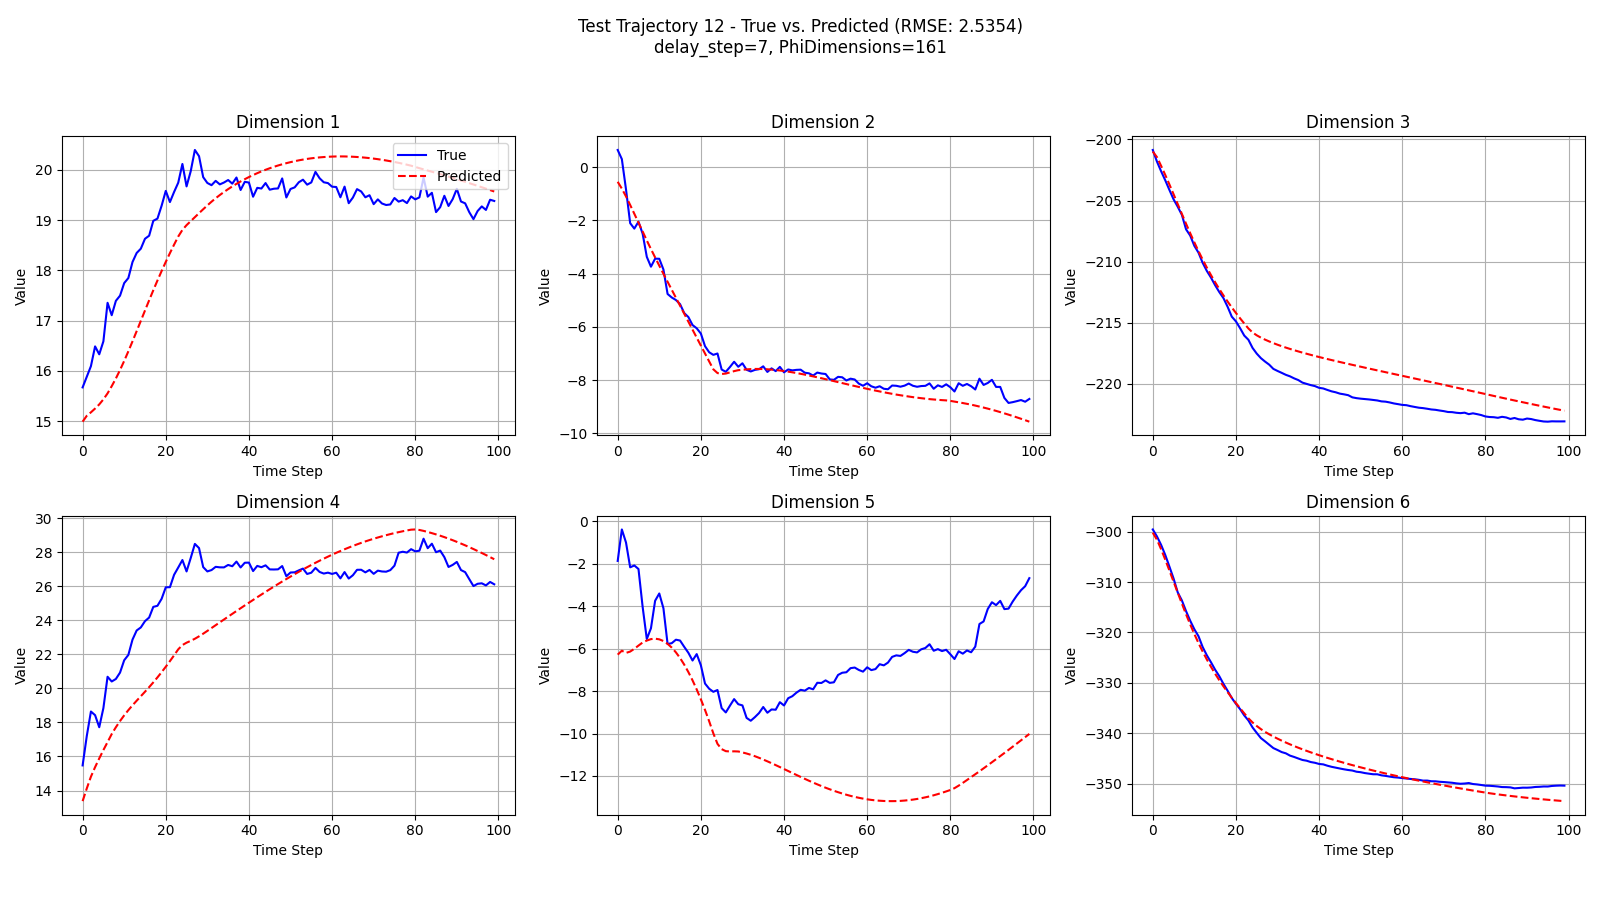 Test Trajectory 12 - True vs. Predicted (RMSE: 2.5354)
delay_step=7, PhiDimensions=161
Dimension 1
Value
20
19
18
17
16
15
0 20 40 60 80 100
Time Step
True
Predicted
Dimension 2
Value
0
−2
−4
−6
−8
−10
0 20 40 60 80 100
Time Step
Dimension 3
Value
−200
−205
−210
−215
−220
0 20 40 60 80 100
Time Step
Dimension 4
Value
30
28
26
24
22
20
18
16
14
0 20 40 60 80 100
Time Step
Dimension 5
Value
0
−2
−4
−6
−8
−10
−12
0 20 40 60 80 100
Time Step
Dimension 6
Value
−300
−310
−320
−330
−340
−350
0 20 40 60 80 100
Time Step